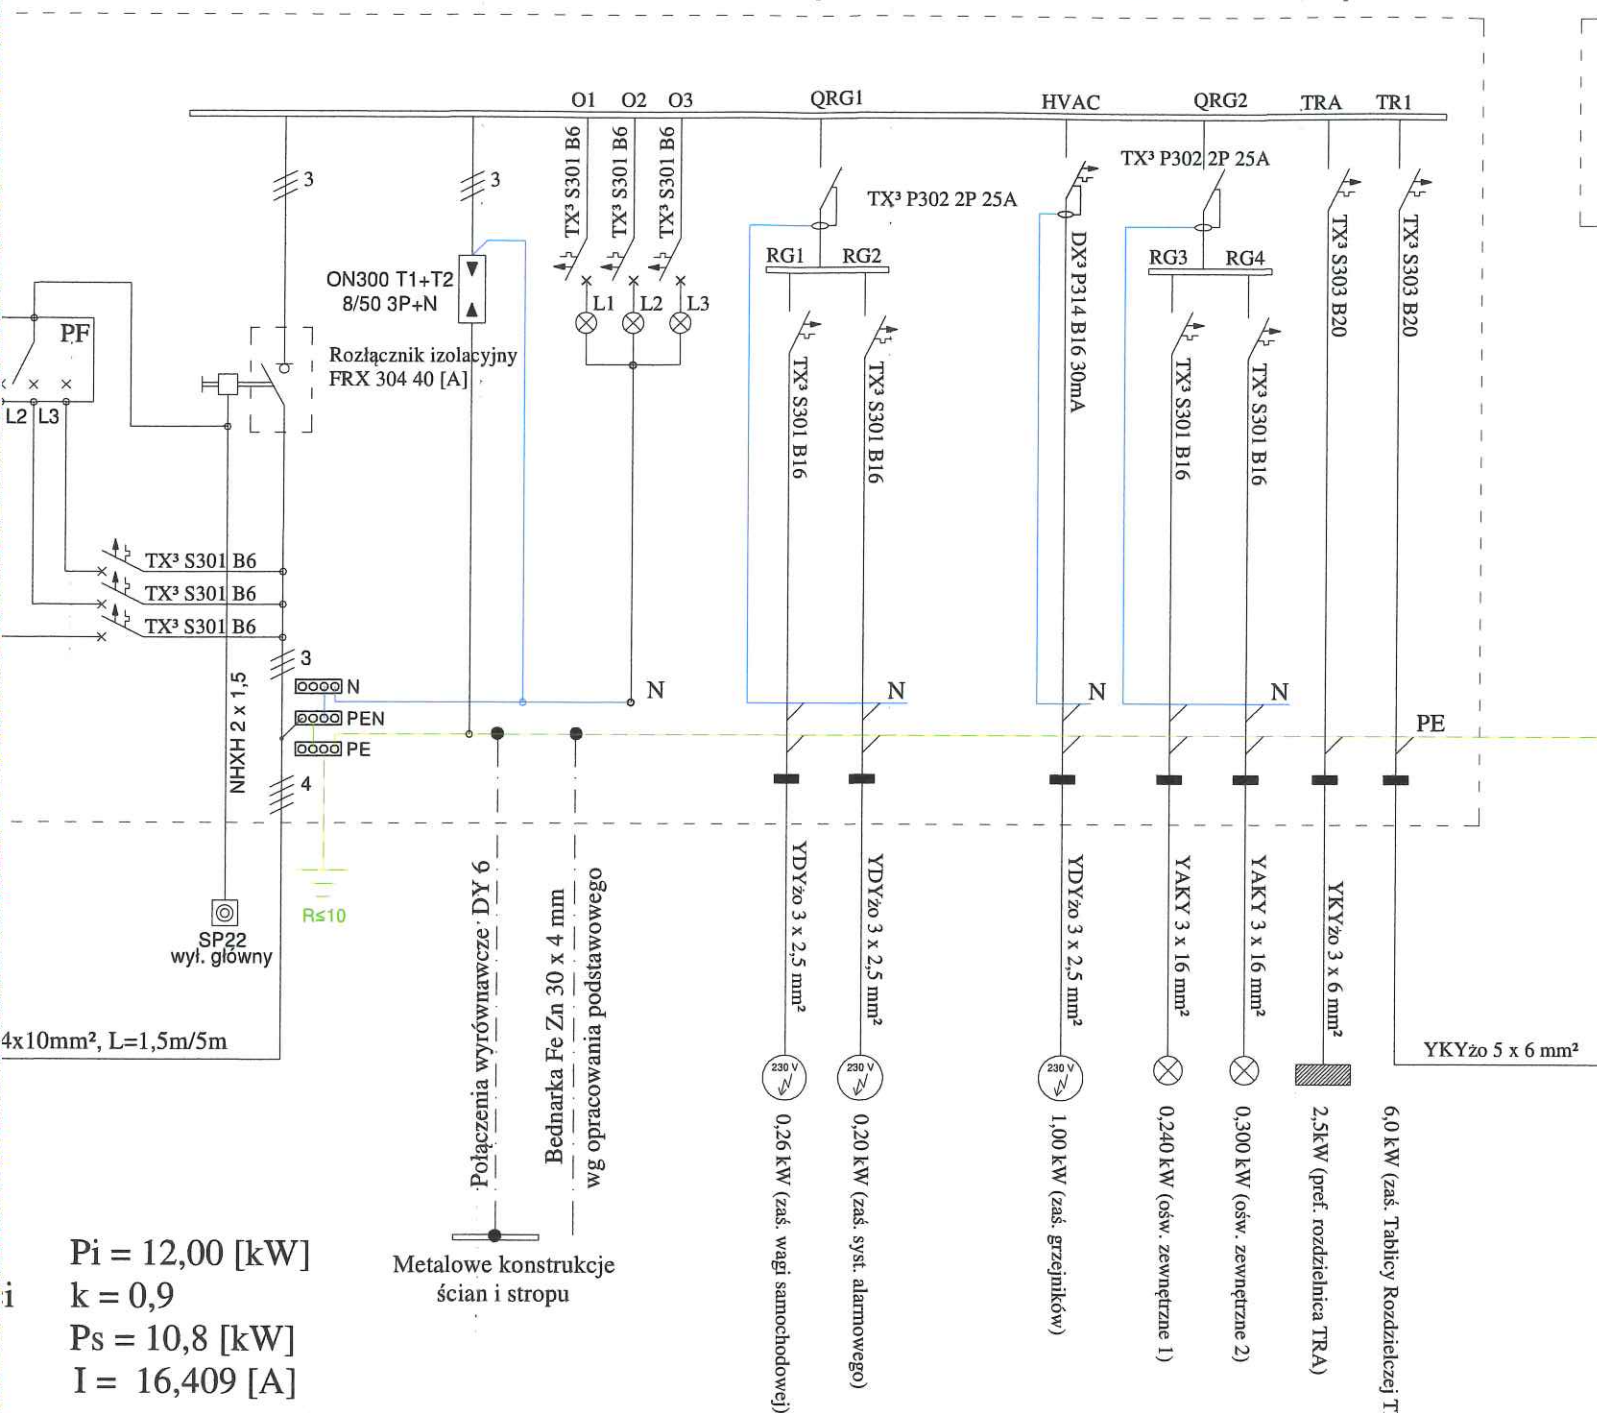 O1 O2 O3 QRG1 HVAC QRG2 TRA TR1
3
3
TX³ S301 B6
TX³ S301 B6
TX³ S301 B6
TX³ P302 2P 25A
TX³ P302 2P 25A
RG1 RG2
RG3 RG4
DX³ P314 B16 30mA
TX³ S303 B20
TX³ S303 B20
ON300 T1+T2
8/50 3P+N
L1 L2 L3
PF
L2 L3
Rozłącznik izolacyjny
FRX 304 40 [A]
TX³ S301 B16
TX³ S301 B16
TX³ S301 B16
TX³ S301 B16
TX³ S301 B6
TX³ S301 B6
TX³ S301 B6
3
NHXH 2 x 1,5
N
PEN
PE
4
N
N
N
N
PE
R≤10
SP22
wył. główny
4x10mm², L=1,5m/5m
Połączenia wyrównawcze DY 6
Bednarka Fe Zn 30 x 4 mm
wg opracowania podstawowego
YDYżo 3 x 2,5 mm²
YDYżo 3 x 2,5 mm²
YDYżo 3 x 2,5 mm²
YAKY 3 x 16 mm²
YAKY 3 x 16 mm²
YKYżo 3 x 6 mm²
YKYżo 5 x 6 mm²
230 V
230 V
230 V
0,26 kW (zaś. wagi samochodowej)
0,20 kW (zaś. syst. alarmowego)
1,00 kW (zaś. grzejników)
0,240 kW (ośw. zewnętrzne 1)
0,300 kW (ośw. zewnętrzne 2)
2,5kW (pref. rozdzielnica TRA)
6,0 kW (zaś. Tablicy Rozdzielczej T
Metalowe konstrukcje
ścian i stropu
Pi = 12,00 [kW]
i k = 0,9
Ps = 10,8 [kW]
I = 16,409 [A]